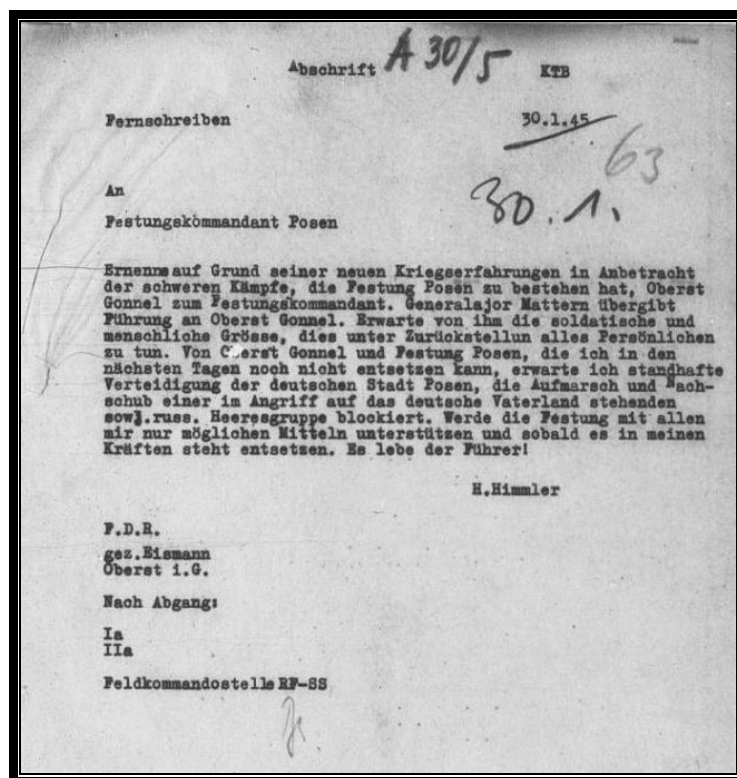 Abschrift A 30/5 KTB
Fernschreiben 30.1.45
63
An 30.1.
Festungskommandant Posen
Ernenne auf Grund seiner neuen Kriegserfahrungen in Anbetracht
der schweren Kämpfe, die Festung Posen zu bestehen hat, Oberst
Gonnel zum Festungskommandant. Generalajor Mattern übergibt
Führung an Oberst Gonnel. Erwarte von ihm die soldatische und
menschliche Grösse, dies unter Zurückstellun alles Persönlichen
zu tun. Von Oberst Gonnel und Festung Posen, die ich in den
nächsten Tagen noch nicht entsetzen kann, erwarte ich standhafte
Verteidigung der deutschen Stadt Posen, die Aufmarsch und Nach-
schub einer im Angriff auf das deutsche Vaterland stehenden
sowj.russ. Heeresgruppe blockiert. Werde die Festung mit allen
mir nur möglichen Mitteln unterstützen und sobald es in meinen
Kräften steht entsetzen. Es lebe der Führer!
H.Himmler
F.D.R.
gez.Eismann
Oberst i.G.
Nach Abgang:
Ia
IIa
Feldkommandostelle RF-SS